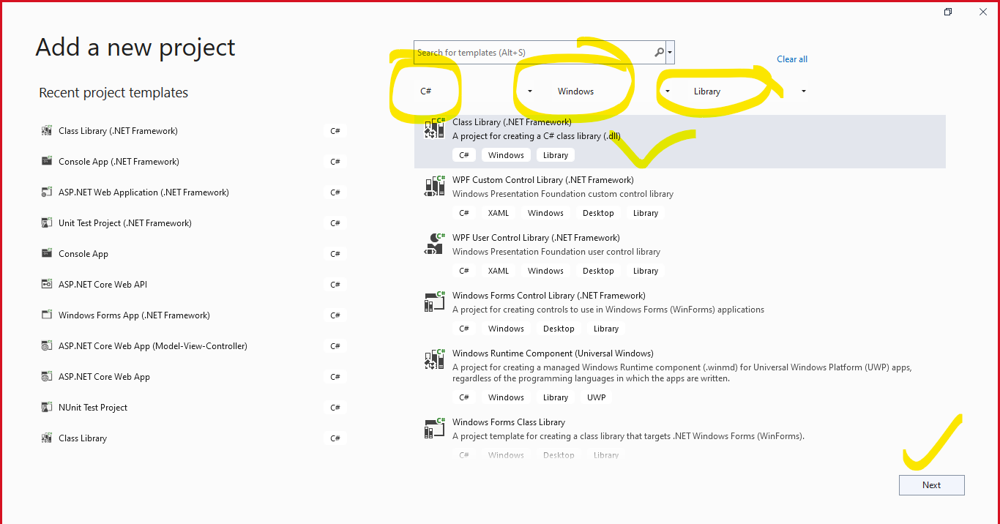 Add a new project
Search for templates (Alt+S)
Clear all
C# Windows Library
Recent project templates
Class Library (.NET Framework) C#
Console App (.NET Framework) C#
ASP.NET Web Application (.NET Framework) C#
Unit Test Project (.NET Framework) C#
Console App C#
ASP.NET Core Web API C#
Windows Forms App (.NET Framework) C#
ASP.NET Core Web App (Model-View-Controller) C#
ASP.NET Core Web App C#
NUnit Test Project C#
Class Library C#
Class Library (.NET Framework)
A project for creating a C# class library (.dll)
C# Windows Library
WPF Custom Control Library (.NET Framework)
Windows Presentation Foundation custom control library
C# XAML Windows Desktop Library
WPF User Control Library (.NET Framework)
Windows Presentation Foundation user control library
C# XAML Windows Desktop Library
Windows Forms Control Library (.NET Framework)
A project for creating controls to use in Windows Forms (WinForms) applications
C# Windows Desktop Library
Windows Runtime Component (Universal Windows)
A project for creating a managed Windows Runtime component (.winmd) for Universal Windows Platform (UWP) apps,
regardless of the programming languages in which the apps are written.
C# Windows Library UWP
Windows Forms Class Library
A project template for creating a class library that targets .NET Windows Forms (WinForms).
C# Windows Desktop Library
Next